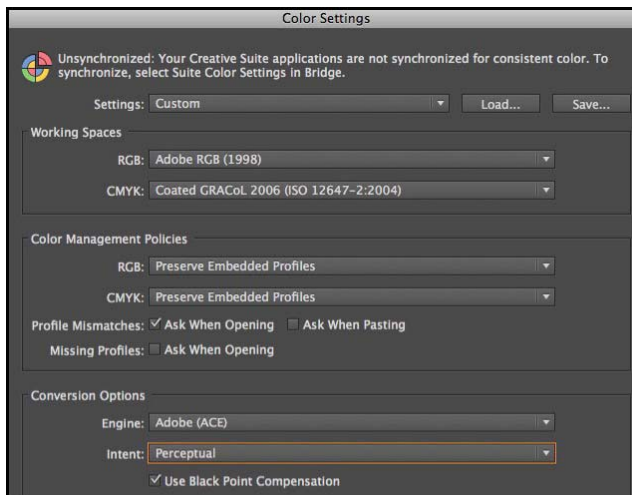 Color Settings
Unsynchronized: Your Creative Suite applications are not synchronized for consistent color. To
synchronize, select Suite Color Settings in Bridge.
Settings: Custom Load... Save...
Working Spaces
RGB: Adobe RGB (1998)
CMYK: Coated GRACoL 2006 (ISO 12647-2:2004)
Color Management Policies
RGB: Preserve Embedded Profiles
CMYK: Preserve Embedded Profiles
Profile Mismatches: Ask When Opening Ask When Pasting
Missing Profiles: Ask When Opening
Conversion Options
Engine: Adobe (ACE)
Intent: Perceptual
Use Black Point Compensation